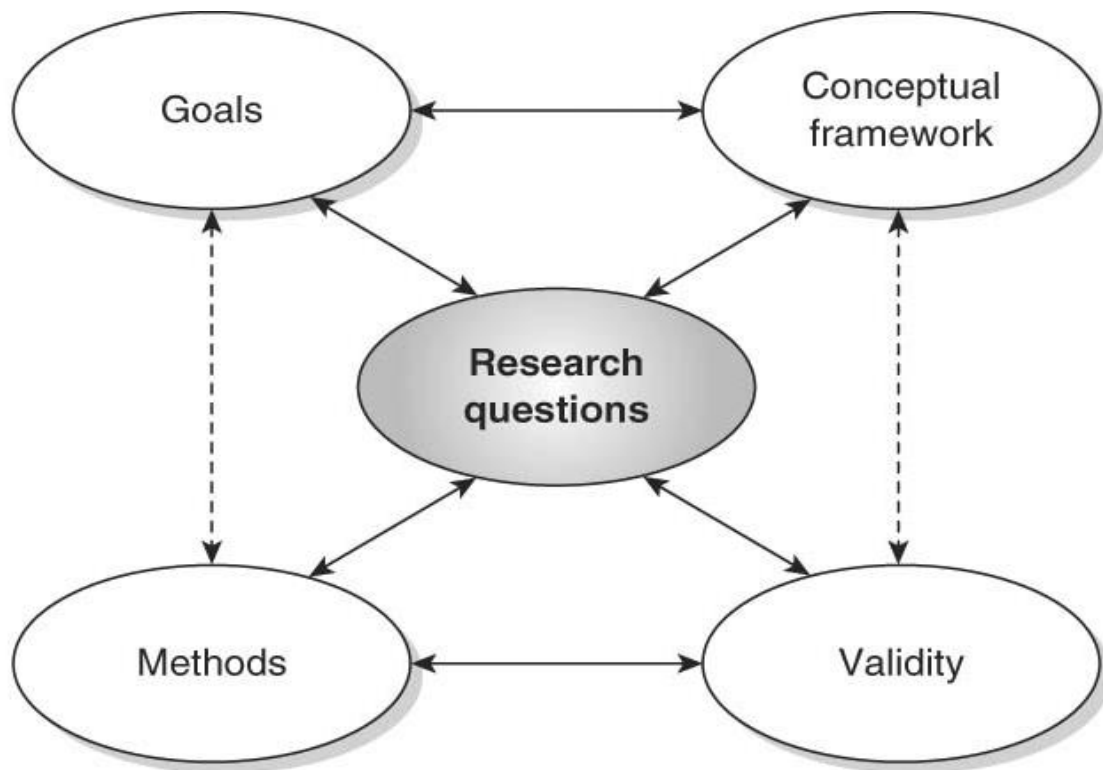 Goals
Conceptual
framework
Research
questions
Methods
Validity